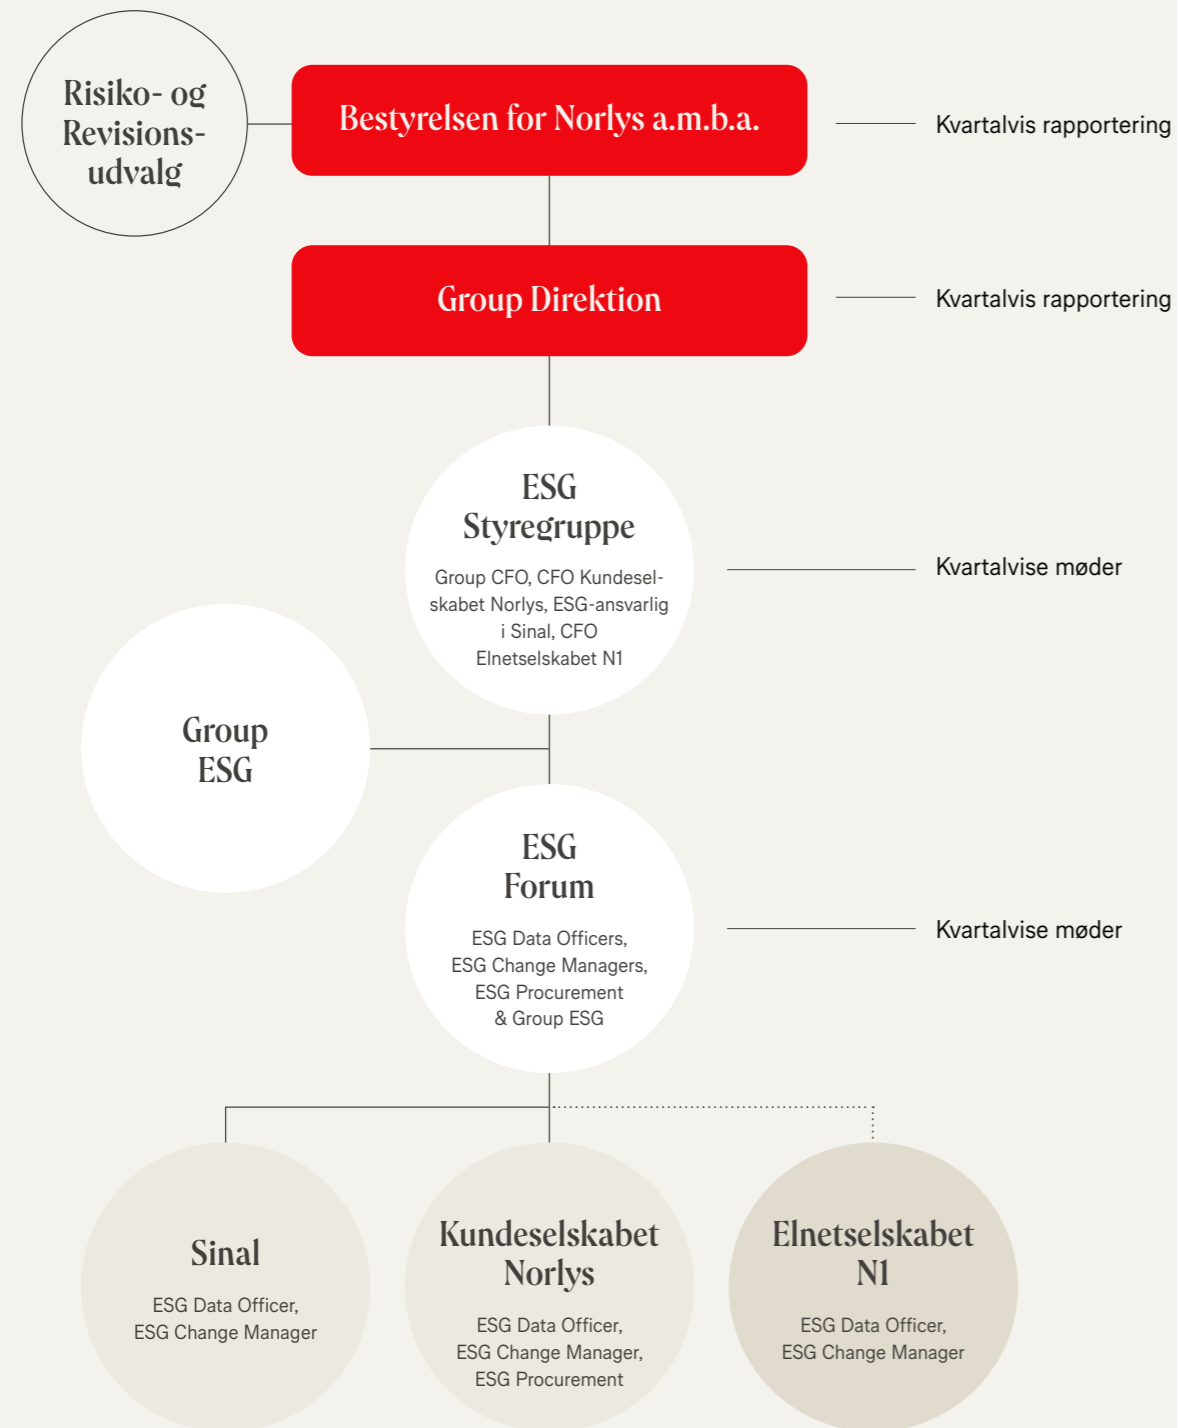 Risiko- og
Revisions-
udvalg
Bestyrelsen for Norlys a.m.b.a.
Kvartalvis rapportering
Group Direktion
Kvartalvis rapportering
ESG
Styregruppe
Group CFO, CFO Kundesel-
skabet Norlys, ESG-ansvarlig
i Sinal, CFO
Elnetselskabet N1
Kvartalvise møder
Group
ESG
ESG
Forum
ESG Data Officers,
ESG Change Managers,
ESG Procurement
& Group ESG
Kvartalvise møder
Sinal
ESG Data Officer,
ESG Change Manager
Kundeselskabet
Norlys
ESG Data Officer,
ESG Change Manager,
ESG Procurement
Elnetselskabet
N1
ESG Data Officer,
ESG Change Manager